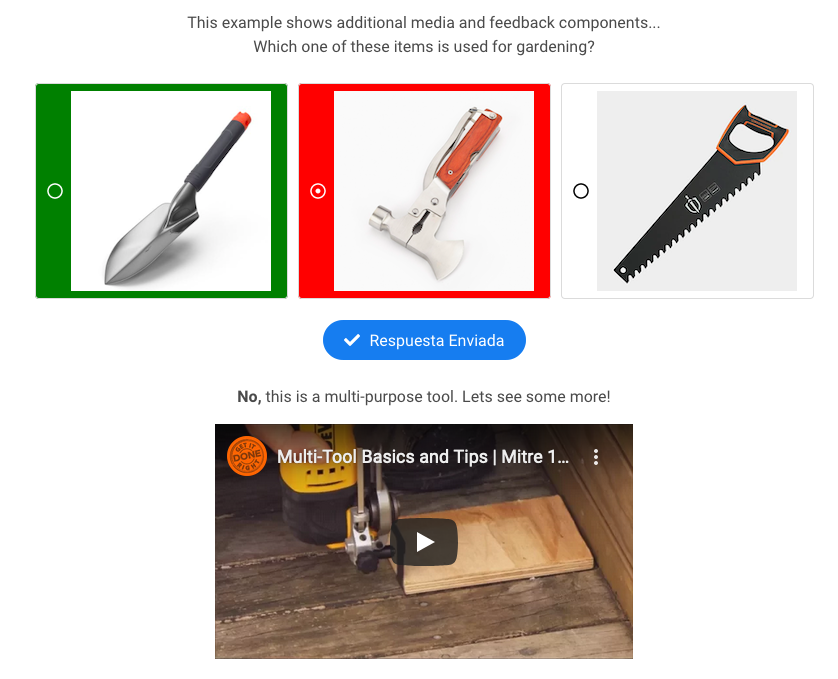 This example shows additional media and feedback components...
Which one of these items is used for gardening?
Respuesta Enviada
No, this is a multi-purpose tool. Lets see some more!
GET IT
DONE
RIGHT
Multi-Tool Basics and Tips | Mitre 1...